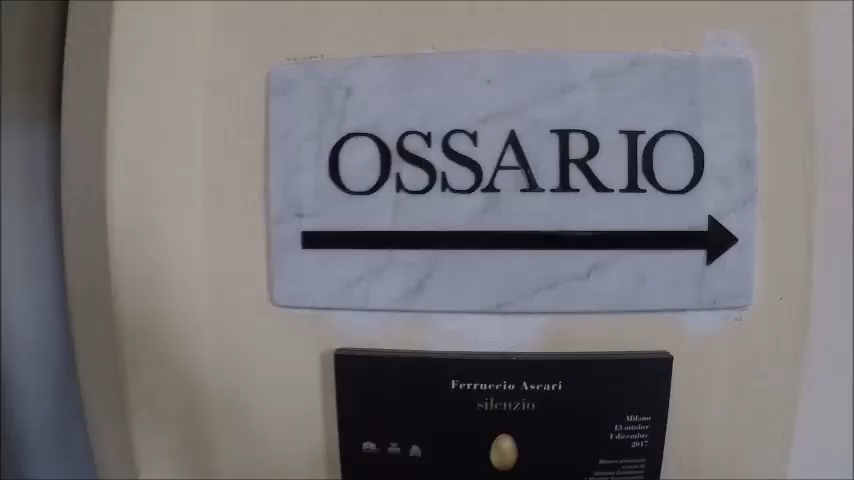 OSSARIO
Ferruccio Ascari
silenzio
Milano
13 ottobre
1 dicembre
2017